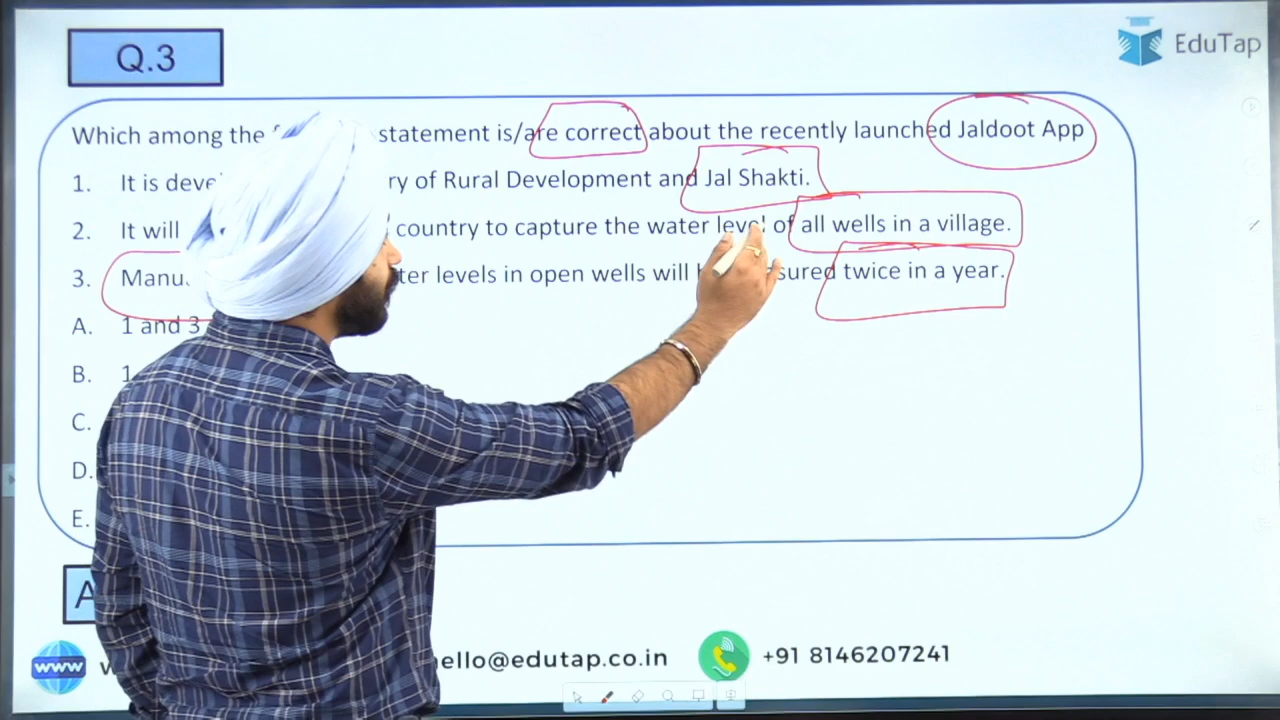 Q.3
EduTap
Which among the statement is/are correct about the recently launched Jaldoot App
1. It is deve ry of Rural Development and Jal Shakti.
2. It will country to capture the water level of all wells in a village.
3. Manu ter levels in open wells will sured twice in a year.
A. 1 and 3
B. 1
C.
D.
E.
A
www ello@edutap.co.in +91 8146207241